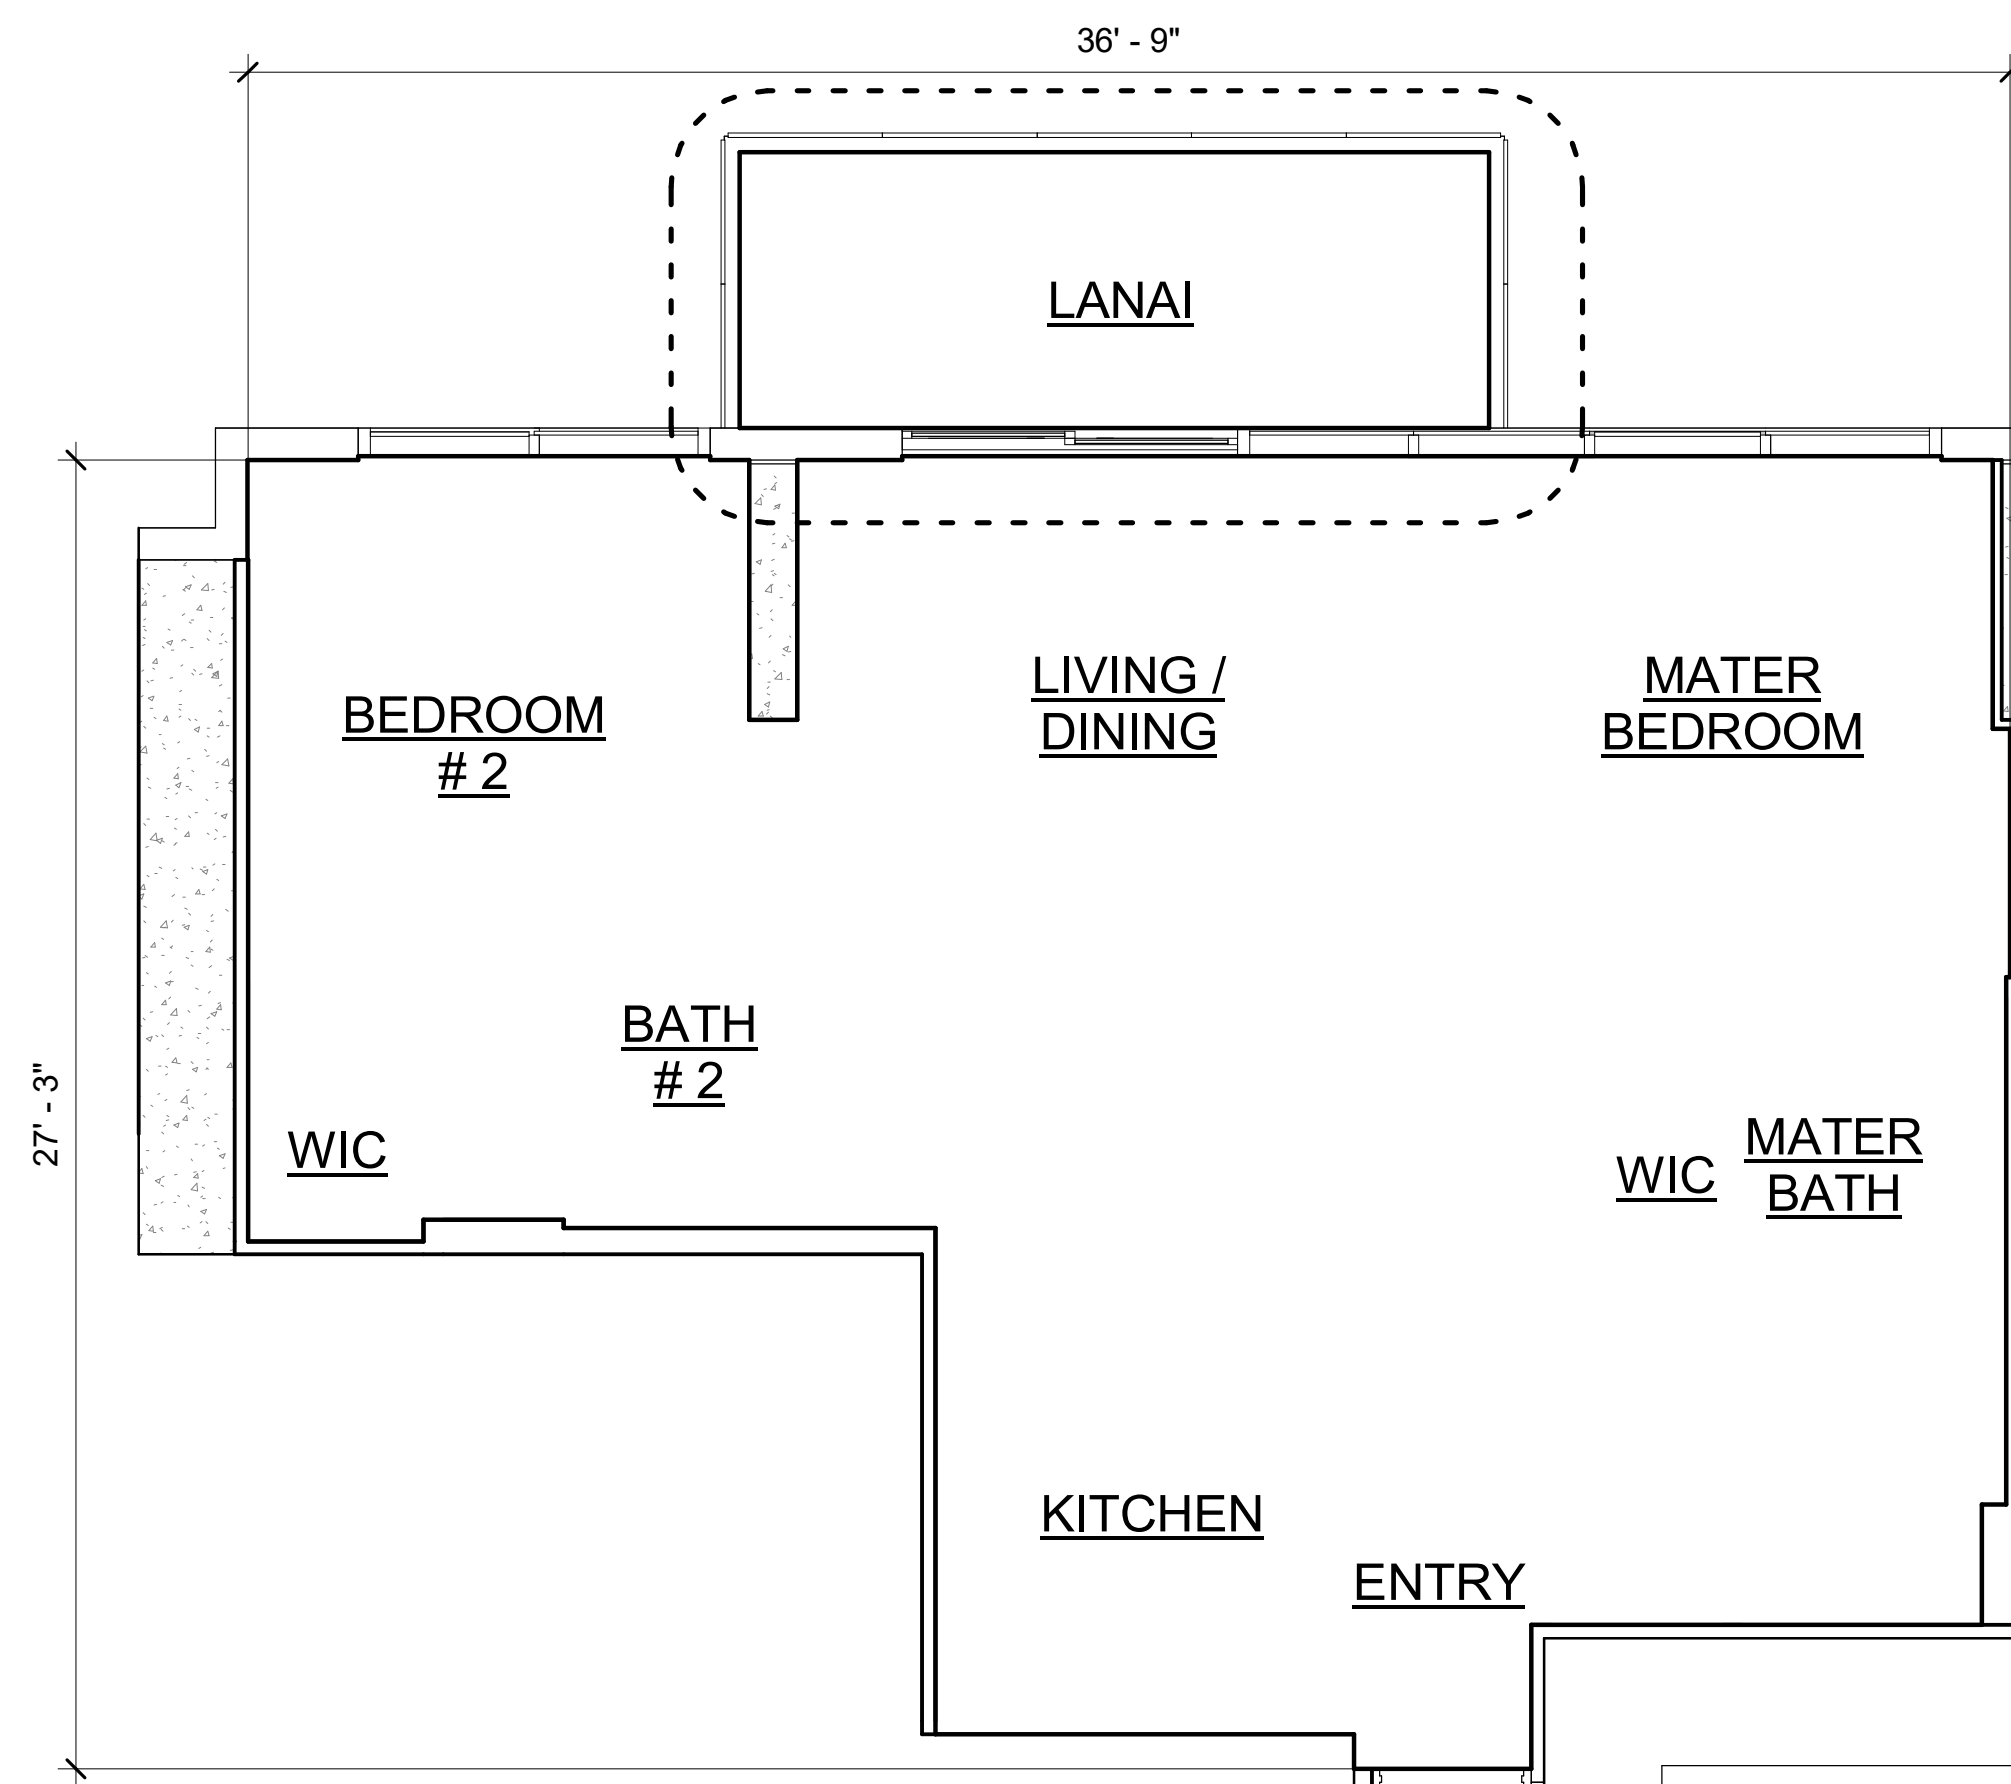 36' - 9"
LANAI
LIVING /
DINING
MATER
BEDROOM
BEDROOM
# 2
BATH
# 2
27' - 3"
WIC
WIC
MATER
BATH
KITCHEN
ENTRY